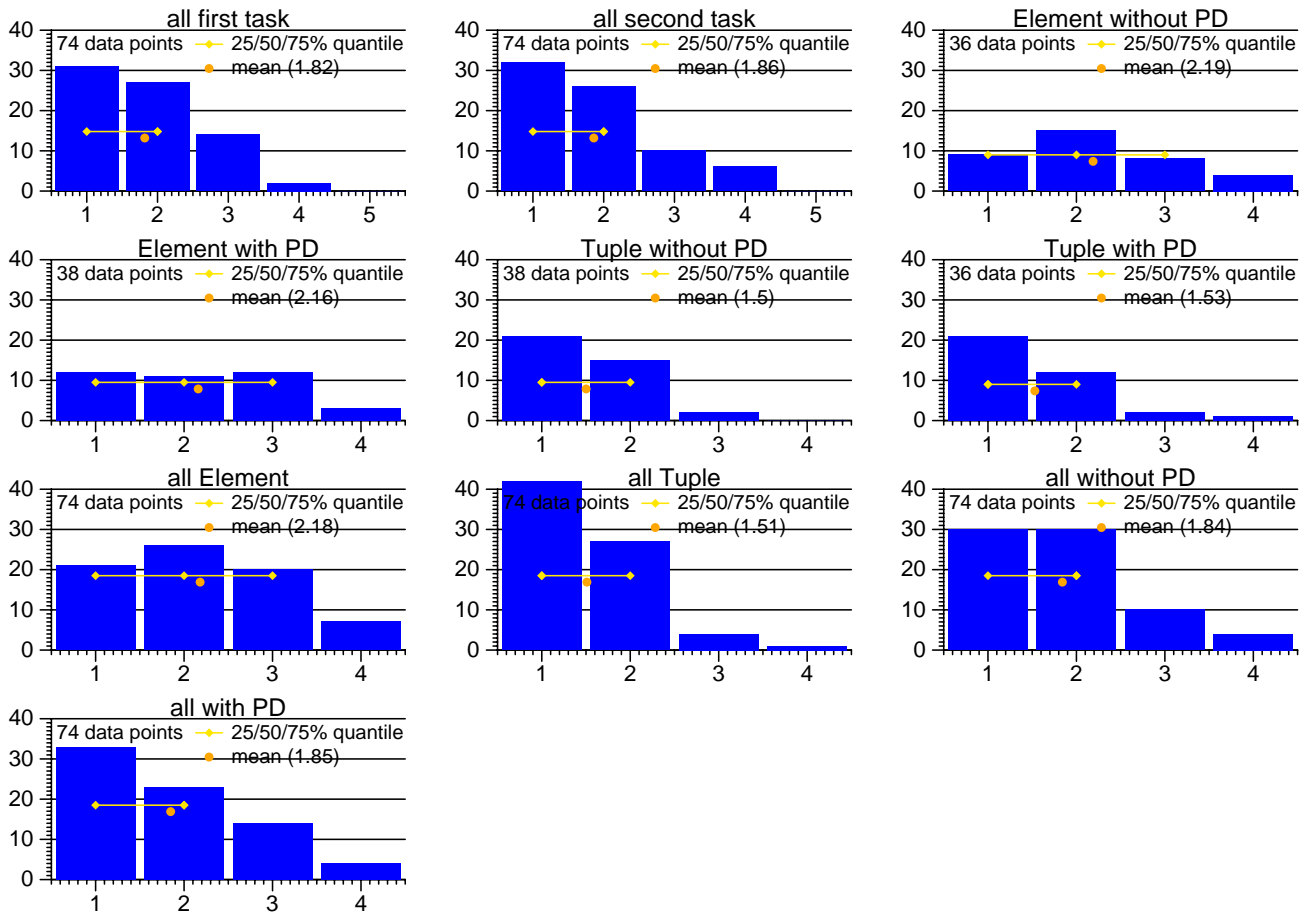 all first task
74 data points 25/50/75% quantile
mean (1.82)
40
30
20
10
0
1 2 3 4 5
all second task
74 data points 25/50/75% quantile
mean (1.86)
40
30
20
10
0
1 2 3 4 5
Element without PD
36 data points 25/50/75% quantile
mean (2.19)
40
30
20
10
0
1 2 3 4
Element with PD
38 data points 25/50/75% quantile
mean (2.16)
40
30
20
10
0
1 2 3 4
Tuple without PD
38 data points 25/50/75% quantile
mean (1.5)
40
30
20
10
0
1 2 3 4
Tuple with PD
36 data points 25/50/75% quantile
mean (1.53)
40
30
20
10
0
1 2 3 4
all Element
74 data points 25/50/75% quantile
mean (2.18)
40
30
20
10
0
1 2 3 4
all Tuple
74 data points 25/50/75% quantile
mean (1.51)
40
30
20
10
0
1 2 3 4
all without PD
74 data points 25/50/75% quantile
mean (1.84)
40
30
20
10
0
1 2 3 4
all with PD
74 data points 25/50/75% quantile
mean (1.85)
40
30
20
10
0
1 2 3 4